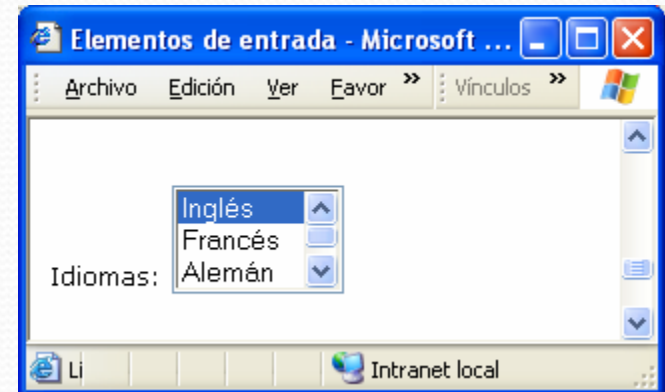 Elementos de entrada - Microsoft ...
Archivo Edición Ver Favor » Vínculos »
Inglés
Francés
Idiomas: Alemán
Li Intranet local